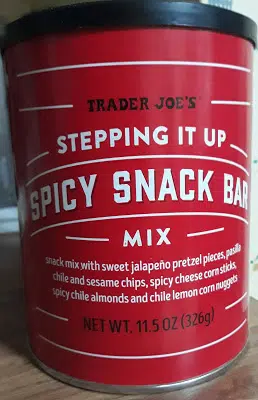 TRADER JOE'S
STEPPING IT UP
SPICY SNACK BAR
MIX
snack mix with sweet jalapeño pretzel pieces, pasilla
chile and sesame chips, spicy cheese corn sticks,
spicy chile almonds and chile lemon corn nuggets
NET WT. 11.5 OZ (326g)